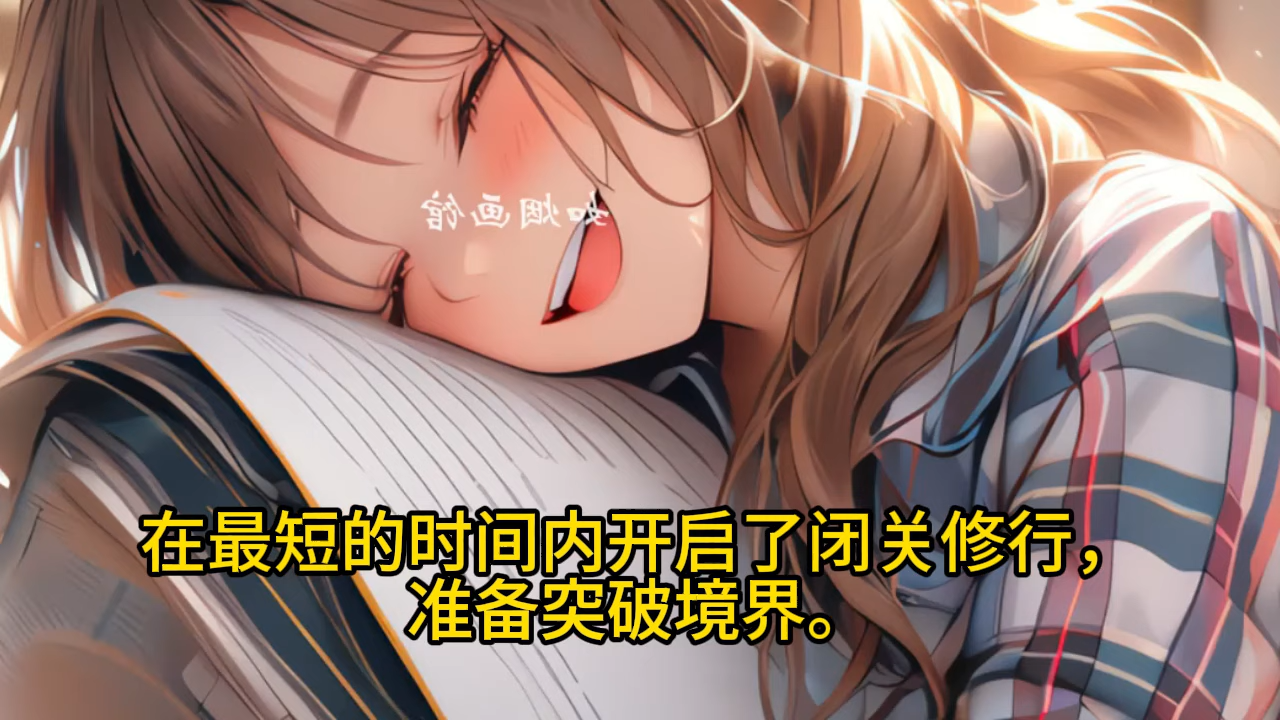 如烟画馆
在最短的时间内开启了闭关修行，
准备突破境界。